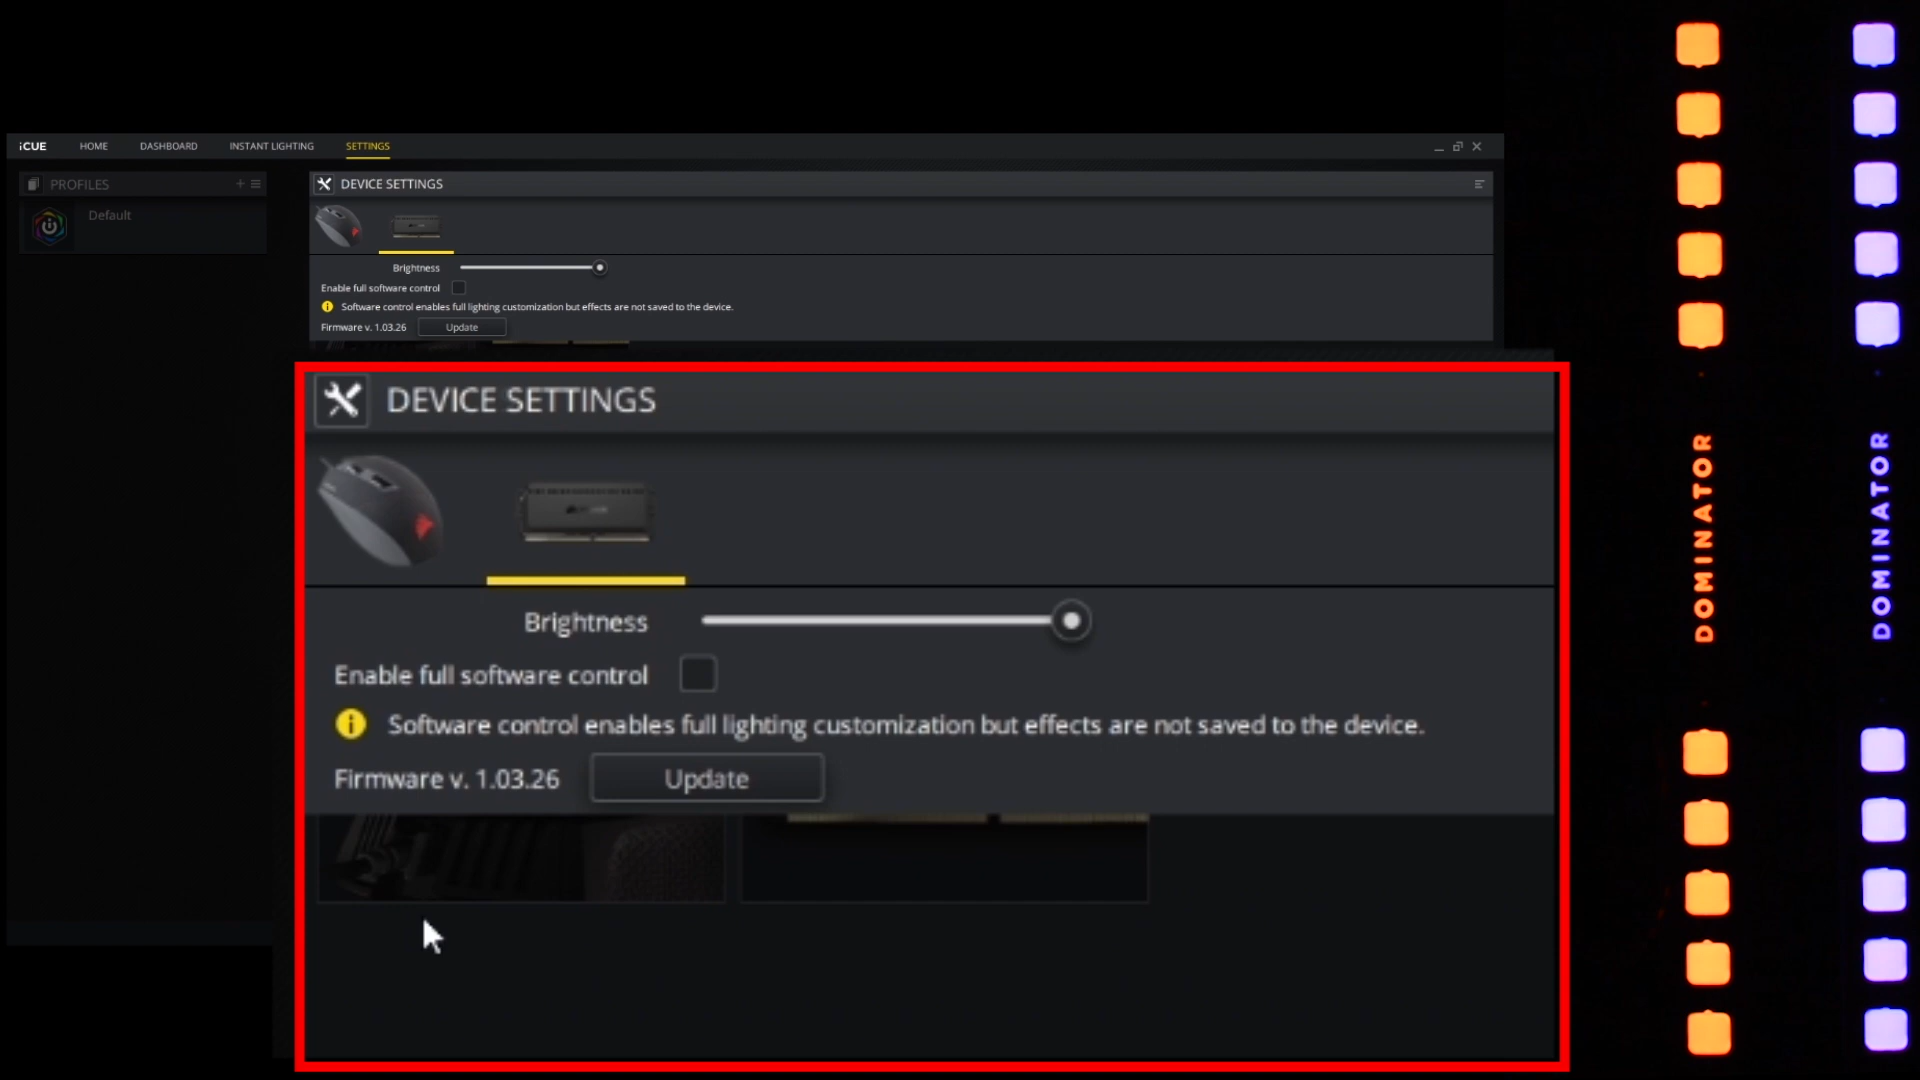 iCUE HOME DASHBOARD INSTANT LIGHTING SETTINGS
PROFILES
Default
DEVICE SETTINGS
Brightness
Enable full software control
Software control enables full lighting customization but effects are not saved to the device.
Firmware v. 1.03.26 Update
DEVICE SETTINGS
Brightness
Enable full software control
Software control enables full lighting customization but effects are not saved to the device.
Firmware v. 1.03.26 Update
DOMINATOR
DOMINATOR